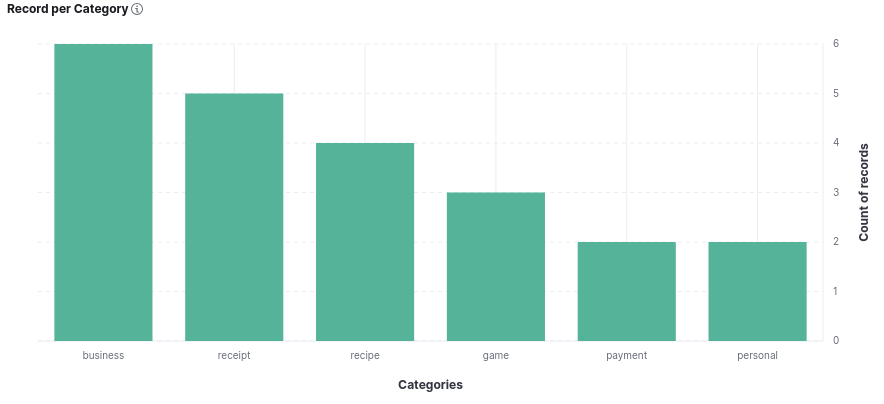 Record per Category
6
5
4
3
2
1
0
Count of records
business receipt recipe game payment personal
Categories